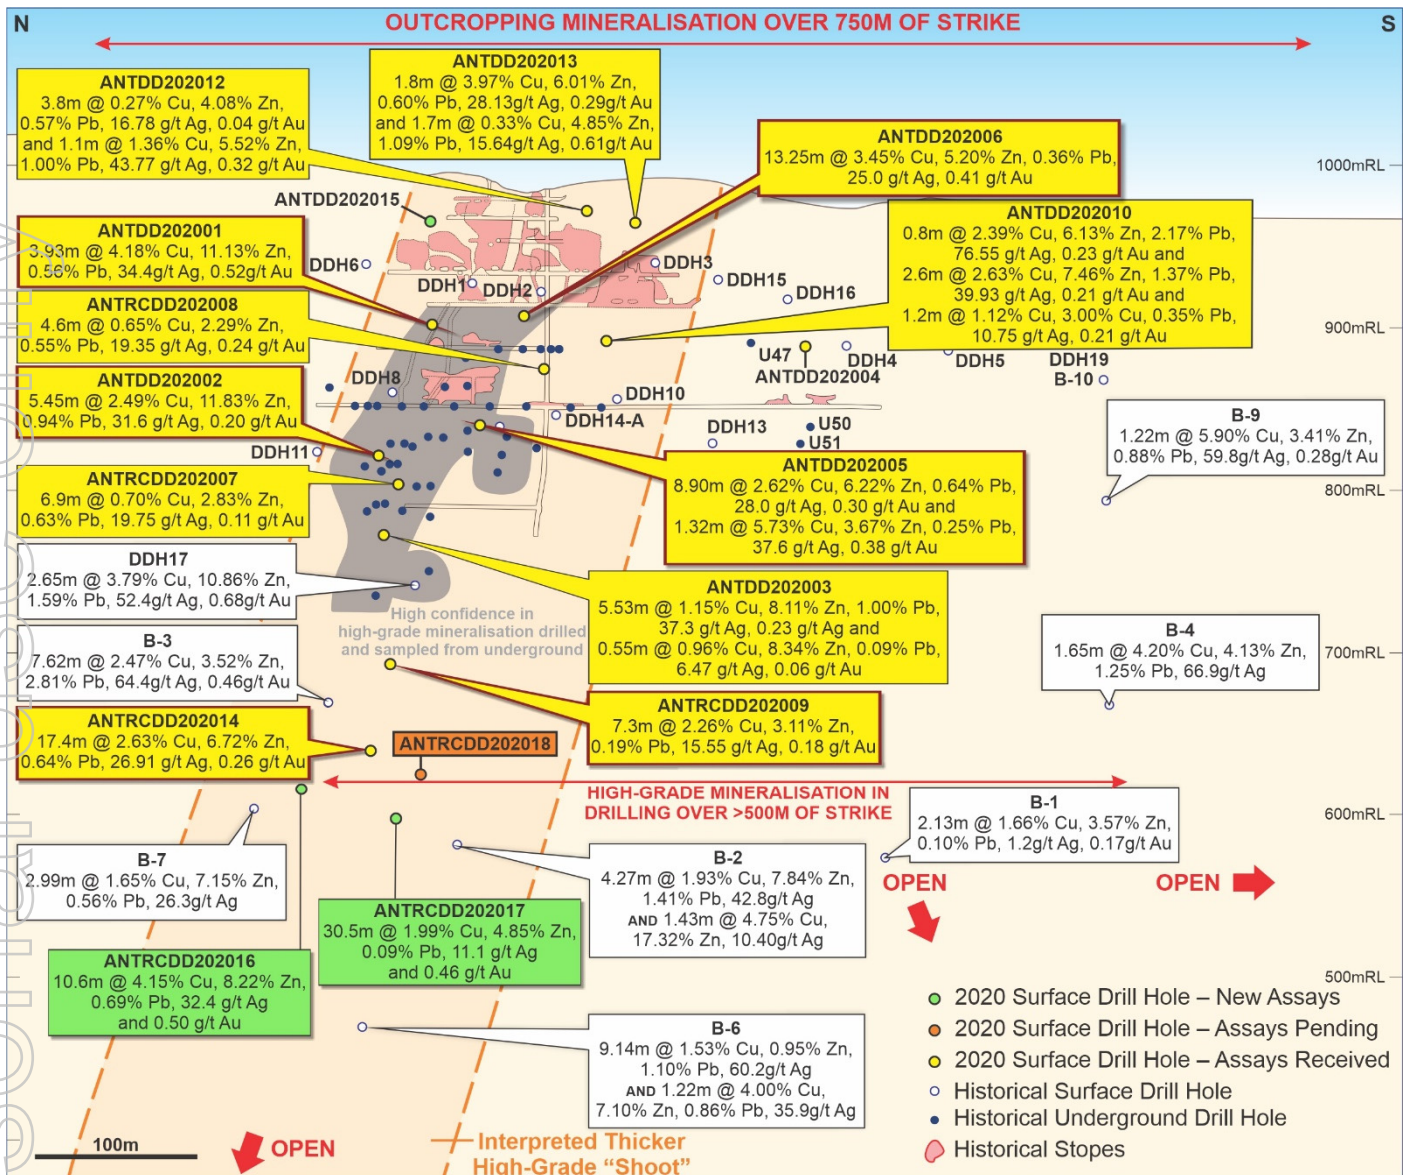 N
OUTCROPPING MINERALISATION OVER 750M OF STRIKE
S
ANTDD202012
3.8m @ 0.27% Cu, 4.08% Zn,
0.57% Pb, 16.78 g/t Ag, 0.04 g/t Au
and 1.1m @ 1.36% Cu, 5.52% Zn,
1.00% Pb, 43.77 g/t Ag, 0.32 g/t Au
ANTDD202013
1.8m @ 3.97% Cu, 6.01% Zn,
0.60% Pb, 28.13g/t Ag, 0.29g/t Au
and 1.7m @ 0.33% Cu, 4.85% Zn,
1.09% Pb, 15.64g/t Ag, 0.61g/t Au
ANTDD202006
13.25m @ 3.45% Cu, 5.20% Zn, 0.36% Pb,
25.0 g/t Ag, 0.41 g/t Au
1000mRL
ANTDD202015
ANTDD202010
0.8m @ 2.39% Cu, 6.13% Zn, 2.17% Pb,
76.55 g/t Ag, 0.23 g/t Au and
2.6m @ 2.63% Cu, 7.46% Zn, 1.37% Pb,
39.93 g/t Ag, 0.21 g/t Au and
1.2m @ 1.12% Cu, 3.00% Cu, 0.35% Pb,
10.75 g/t Ag, 0.21 g/t Au
ANTDD202001
3.93m @ 4.18% Cu, 11.13% Zn,
0.56% Pb, 34.4g/t Ag, 0.52g/t Au
DDH6
DDH1
DDH2
DDH3
DDH15
DDH16
ANTRCDD202008
4.6m @ 0.65% Cu, 2.29% Zn,
0.55% Pb, 19.35 g/t Ag, 0.24 g/t Au
900mRL
U47
ANTDD202004
DDH4
DDH5
DDH19
B-10
ANTDD202002
5.45m @ 2.49% Cu, 11.83% Zn,
0.94% Pb, 31.6 g/t Ag, 0.20 g/t Au
DDH8
DDH10
DDH14-A
DDH13
U50
U51
B-9
1.22m @ 5.90% Cu, 3.41% Zn,
0.88% Pb, 59.8g/t Ag, 0.28g/t Au
DDH11
ANTRCDD202007
6.9m @ 0.70% Cu, 2.83% Zn,
0.63% Pb, 19.75 g/t Ag, 0.11 g/t Au
ANTDD202005
8.90m @ 2.62% Cu, 6.22% Zn, 0.64% Pb,
28.0 g/t Ag, 0.30 g/t Au and
1.32m @ 5.73% Cu, 3.67% Zn, 0.25% Pb,
37.6 g/t Ag, 0.38 g/t Au
800mRL
DDH17
2.65m @ 3.79% Cu, 10.86% Zn,
1.59% Pb, 52.4g/t Ag, 0.68g/t Au
High confidence in
high-grade mineralisation drilled
and sampled from underground
ANTDD202003
5.53m @ 1.15% Cu, 8.11% Zn, 1.00% Pb,
37.3 g/t Ag, 0.23 g/t Ag and
0.55m @ 0.96% Cu, 8.34% Zn, 0.09% Pb,
6.47 g/t Ag, 0.06 g/t Au
B-3
7.62m @ 2.47% Cu, 3.52% Zn,
2.81% Pb, 64.4g/t Ag, 0.46g/t Au
B-4
1.65m @ 4.20% Cu, 4.13% Zn,
1.25% Pb, 66.9g/t Ag
700mRL
ANTRCDD202014
17.4m @ 2.63% Cu, 6.72% Zn,
0.64% Pb, 26.91 g/t Ag, 0.26 g/t Au
ANTRCDD202018
ANTRCDD202009
7.3m @ 2.26% Cu, 3.11% Zn,
0.19% Pb, 15.55 g/t Ag, 0.18 g/t Au
HIGH-GRADE MINERALISATION IN
DRILLING OVER >500M OF STRIKE
600mRL
B-1
2.13m @ 1.66% Cu, 3.57% Zn,
0.10% Pb, 1.2g/t Ag, 0.17g/t Au
B-7
2.99m @ 1.65% Cu, 7.15% Zn,
0.56% Pb, 26.3g/t Ag
B-2
4.27m @ 1.93% Cu, 7.84% Zn,
1.41% Pb, 42.8g/t Ag
AND 1.43m @ 4.75% Cu,
17.32% Zn, 10.40g/t Ag
OPEN
OPEN
ANTRCDD202017
30.5m @ 1.99% Cu, 4.85% Zn,
0.09% Pb, 11.1 g/t Ag
and 0.46 g/t Au
ANTRCDD202016
10.6m @ 4.15% Cu, 8.22% Zn,
0.69% Pb, 32.4 g/t Ag
and 0.50 g/t Au
500mRL
B-6
9.14m @ 1.53% Cu, 0.95% Zn,
1.10% Pb, 60.2g/t Ag
AND 1.22m @ 4.00% Cu,
7.10% Zn, 0.86% Pb, 35.9g/t Ag
2020 Surface Drill Hole – New Assays
2020 Surface Drill Hole – Assays Pending
2020 Surface Drill Hole – Assays Received
Historical Surface Drill Hole
Historical Underground Drill Hole
Historical Stopes
100m
OPEN
Interpreted Thicker
High-Grade "Shoot"